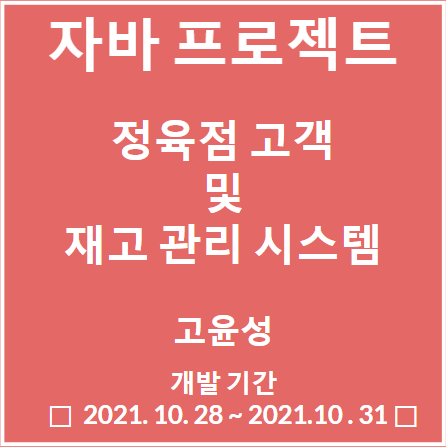 자바 프로젝트
정육점 고객
및
재고 관리 시스템
고윤성
개발 기간
□ 2021. 10. 28 ~ 2021.10 . 31 □